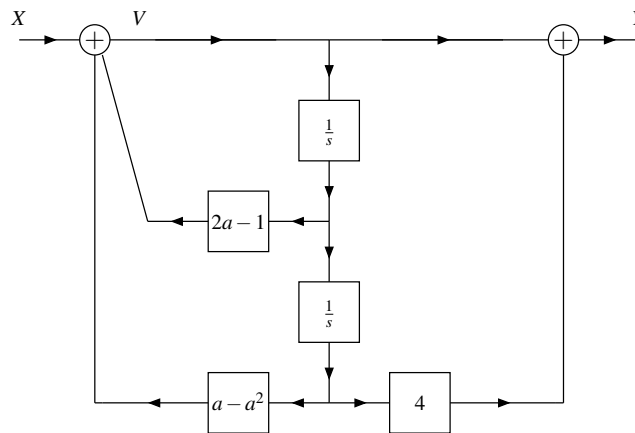 X V
+ +
1/s
2a − 1
1/s
a − a² 4